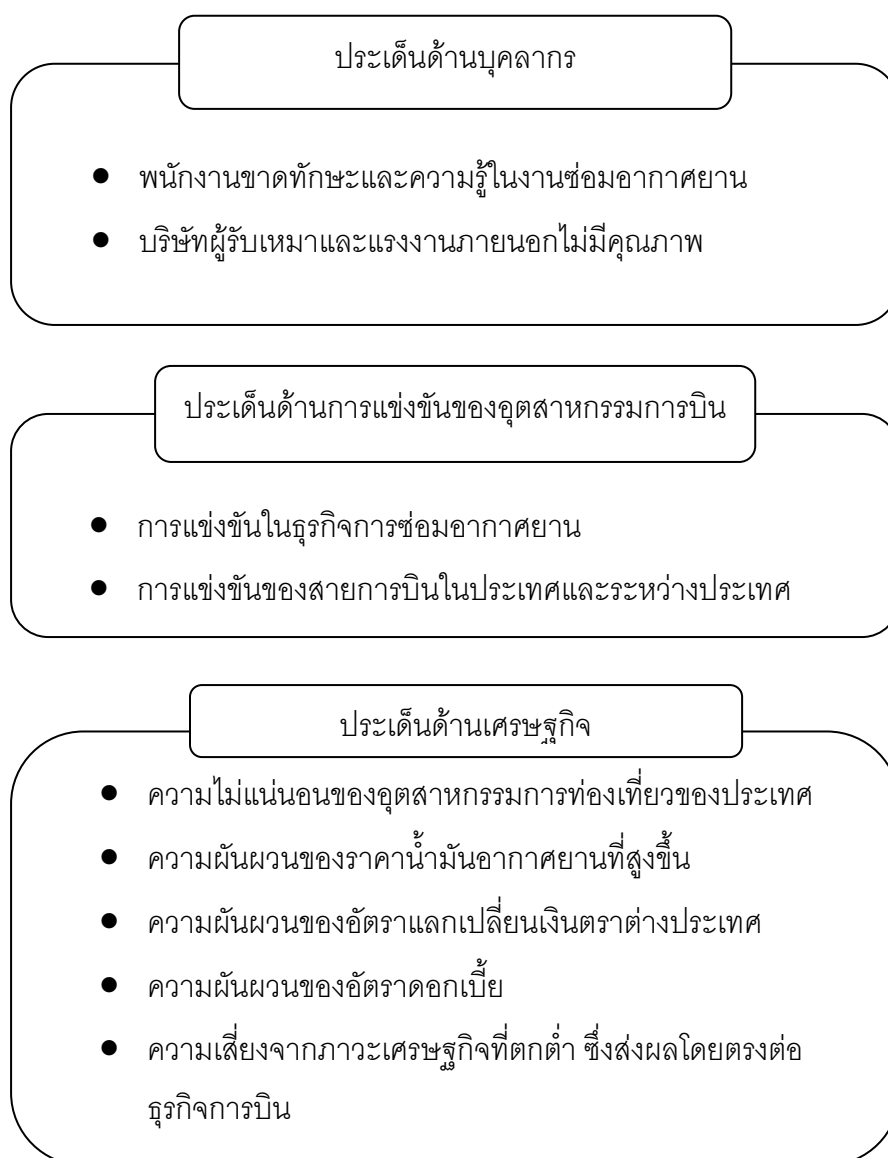 ประเด็นด้านบุคลากร
● พนักงานขาดทักษะและความรู้ในงานซ่อมอากาศยาน
● บริษัทผู้รับเหมาและแรงงานภายนอกไม่มีคุณภาพ
ประเด็นด้านการแข่งขันของอุตสาหกรรมการบิน
● การแข่งขันในธุรกิจการซ่อมอากาศยาน
● การแข่งขันของสายการบินในประเทศและระหว่างประเทศ
ประเด็นด้านเศรษฐกิจ
● ความไม่แน่นอนของอุตสาหกรรมการท่องเที่ยวของประเทศ
● ความผันผวนของราคาน้ำมันอากาศยานที่สูงขึ้น
● ความผันผวนของอัตราแลกเปลี่ยนเงินตราต่างประเทศ
● ความผันผวนของอัตราดอกเบี้ย
● ความเสี่ยงจากภาวะเศรษฐกิจที่ตกต่ำ ซึ่งส่งผลโดยตรงต่อ
ธุรกิจการบิน